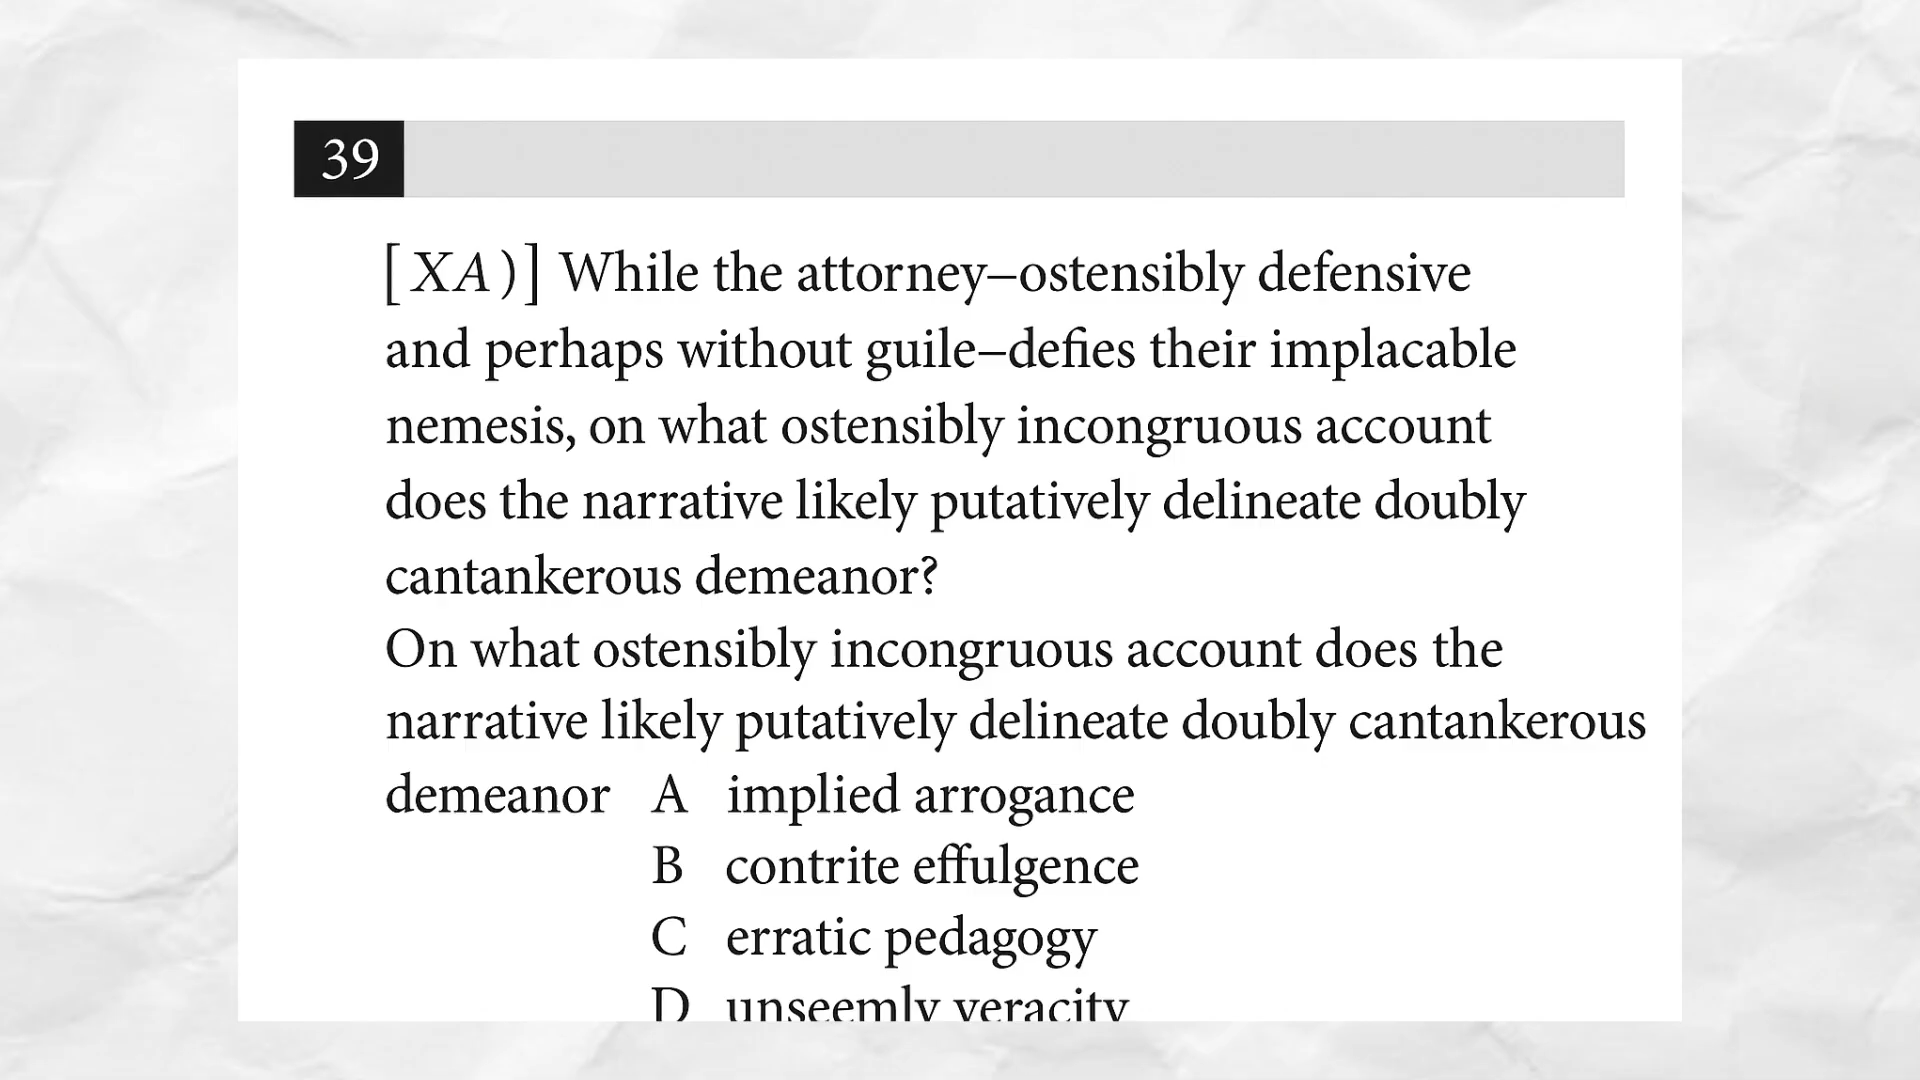 39
[XA)] While the attorney–ostensibly defensive
and perhaps without guile–defies their implacable
nemesis, on what ostensibly incongruous account
does the narrative likely putatively delineate doubly
cantankerous demeanor?
On what ostensibly incongruous account does the
narrative likely putatively delineate doubly cantankerous
demeanor A implied arrogance
B contrite effulgence
C erratic pedagogy
D unseemly veracity